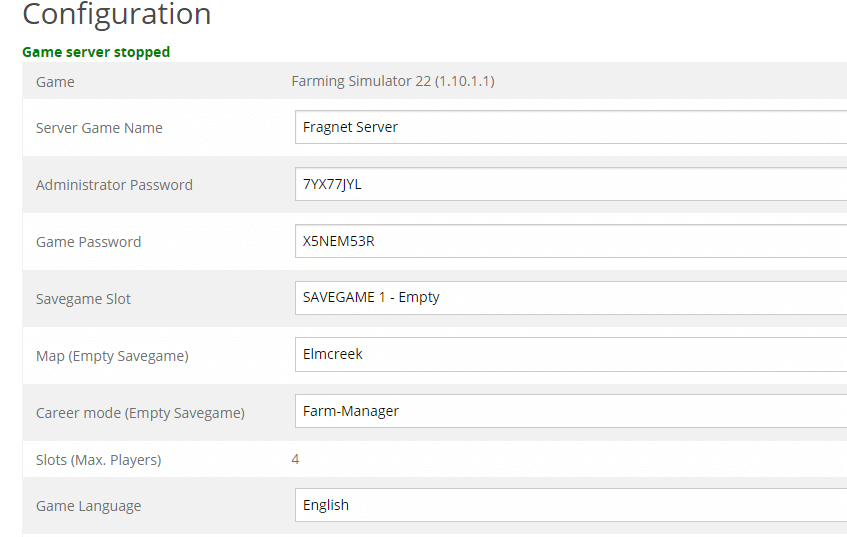 Configuration
Game server stopped
Game Farming Simulator 22 (1.10.1.1)
Server Game Name Fragnet Server
Administrator Password 7YX77JYL
Game Password X5NEM53R
Savegame Slot SAVEGAME 1 - Empty
Map (Empty Savegame) Elmcreek
Career mode (Empty Savegame) Farm-Manager
Slots (Max. Players) 4
Game Language English